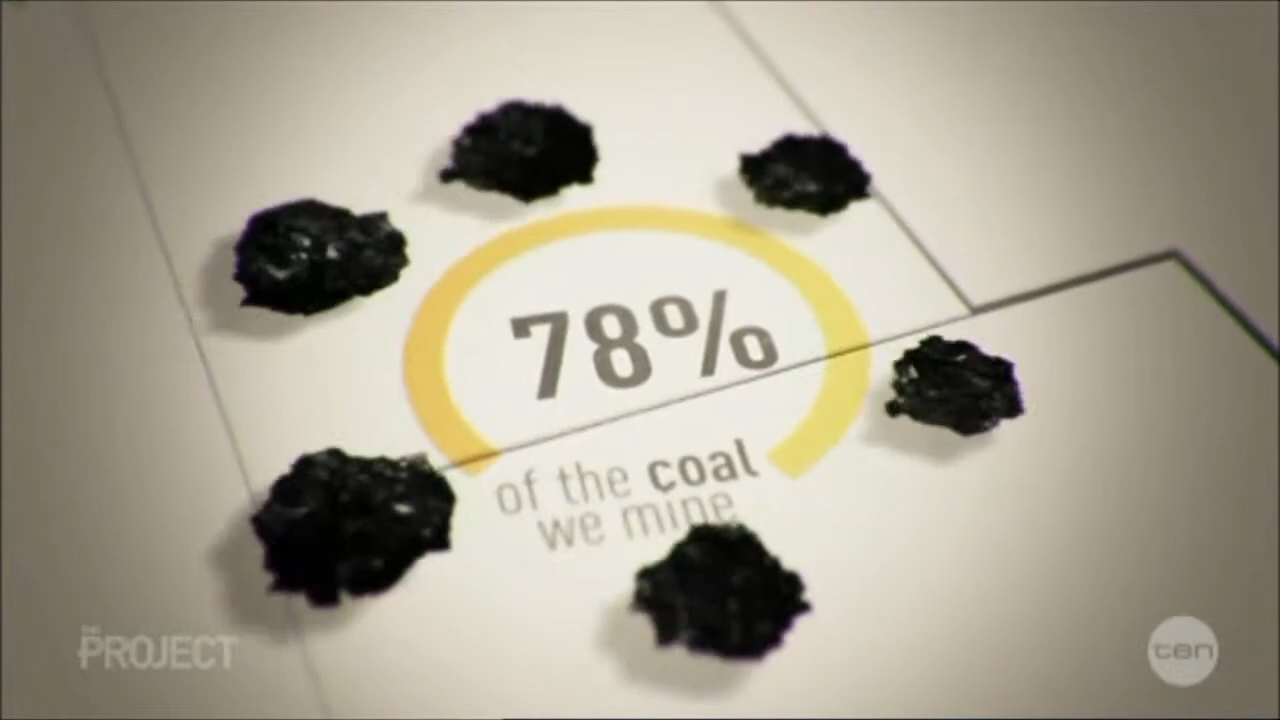 78%
of the coal
we mine
THE
PROJECT
ten